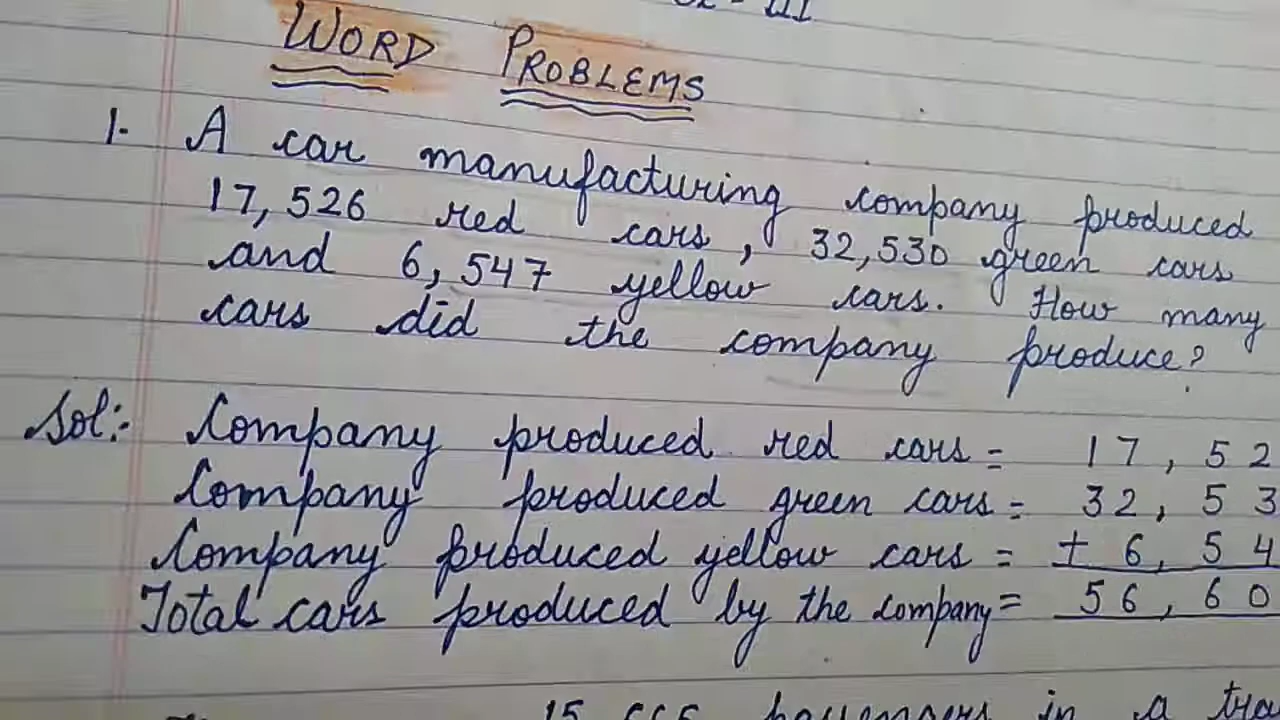 WORD PROBLEMS
1. A car manufacturing company produced
17,526 red cars, 32,530 green cars
and 6,547 yellow cars. How many
cars did the company produce?
Sol:- Company produced red cars = 17,52
Company produced green cars = 32,53
Company produced yellow cars = + 6,54
Total cars produced by the company = 56,60
passengers in a